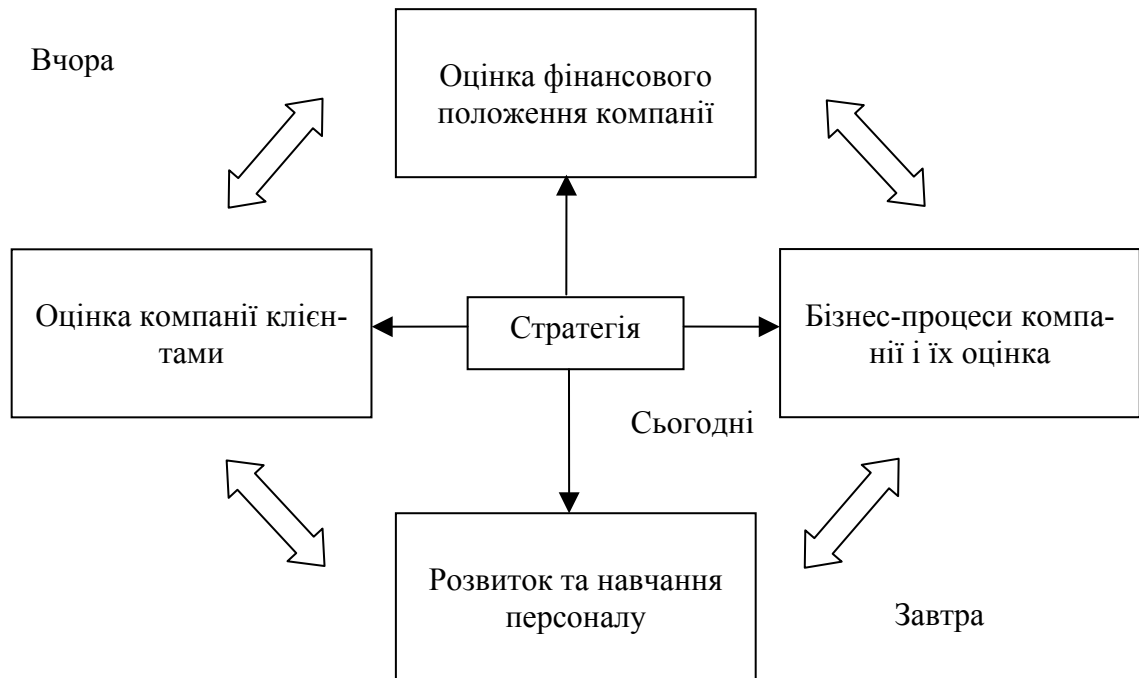 Вчора
Оцінка фінансового
положення компанії
Оцінка компанії клієн-
тами
Стратегія
Бізнес-процеси компа-
нії і їх оцінка
Сьогодні
Розвиток та навчання
персоналу
Завтра